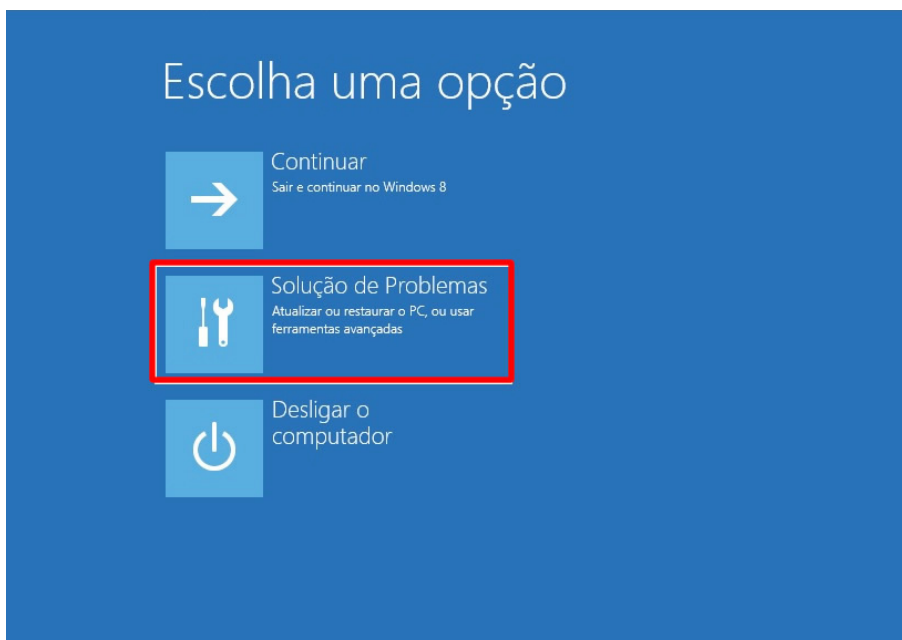 Escolha uma opção
Continuar
Sair e continuar no Windows 8
Solução de Problemas
Atualizar ou restaurar o PC, ou usar
ferramentas avançadas
Desligar o
computador